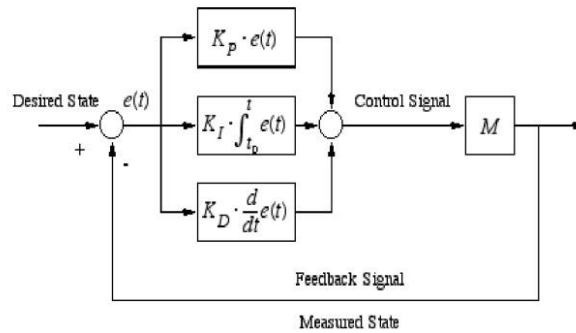 K_P · e(t)
Desired State
e(t)
+
-
K_I · ∫_{t_0}^{t} e(t)
Control Signal
M
K_D · d/dt e(t)
Feedback Signal
Measured State